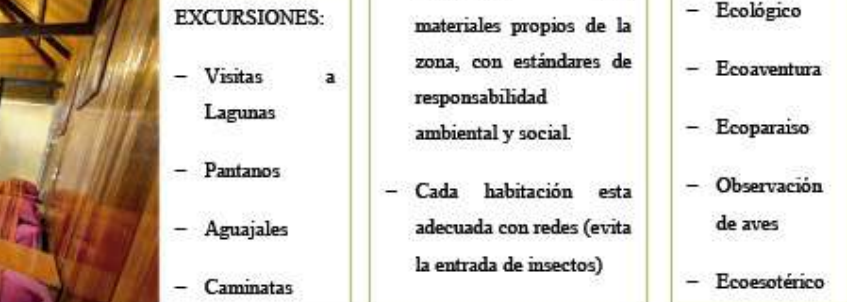 EXCURSIONES:
– Visitas a
Lagunas
– Pantanos
– Aguajales
– Caminatas
materiales propios de la
zona, con estándares de
responsabilidad
ambiental y social.
– Cada habitación esta
adecuada con redes (evita
la entrada de insectos)
– Ecológico
– Ecoaventura
– Ecoparaiso
– Observación
de aves
– Ecoesotérico